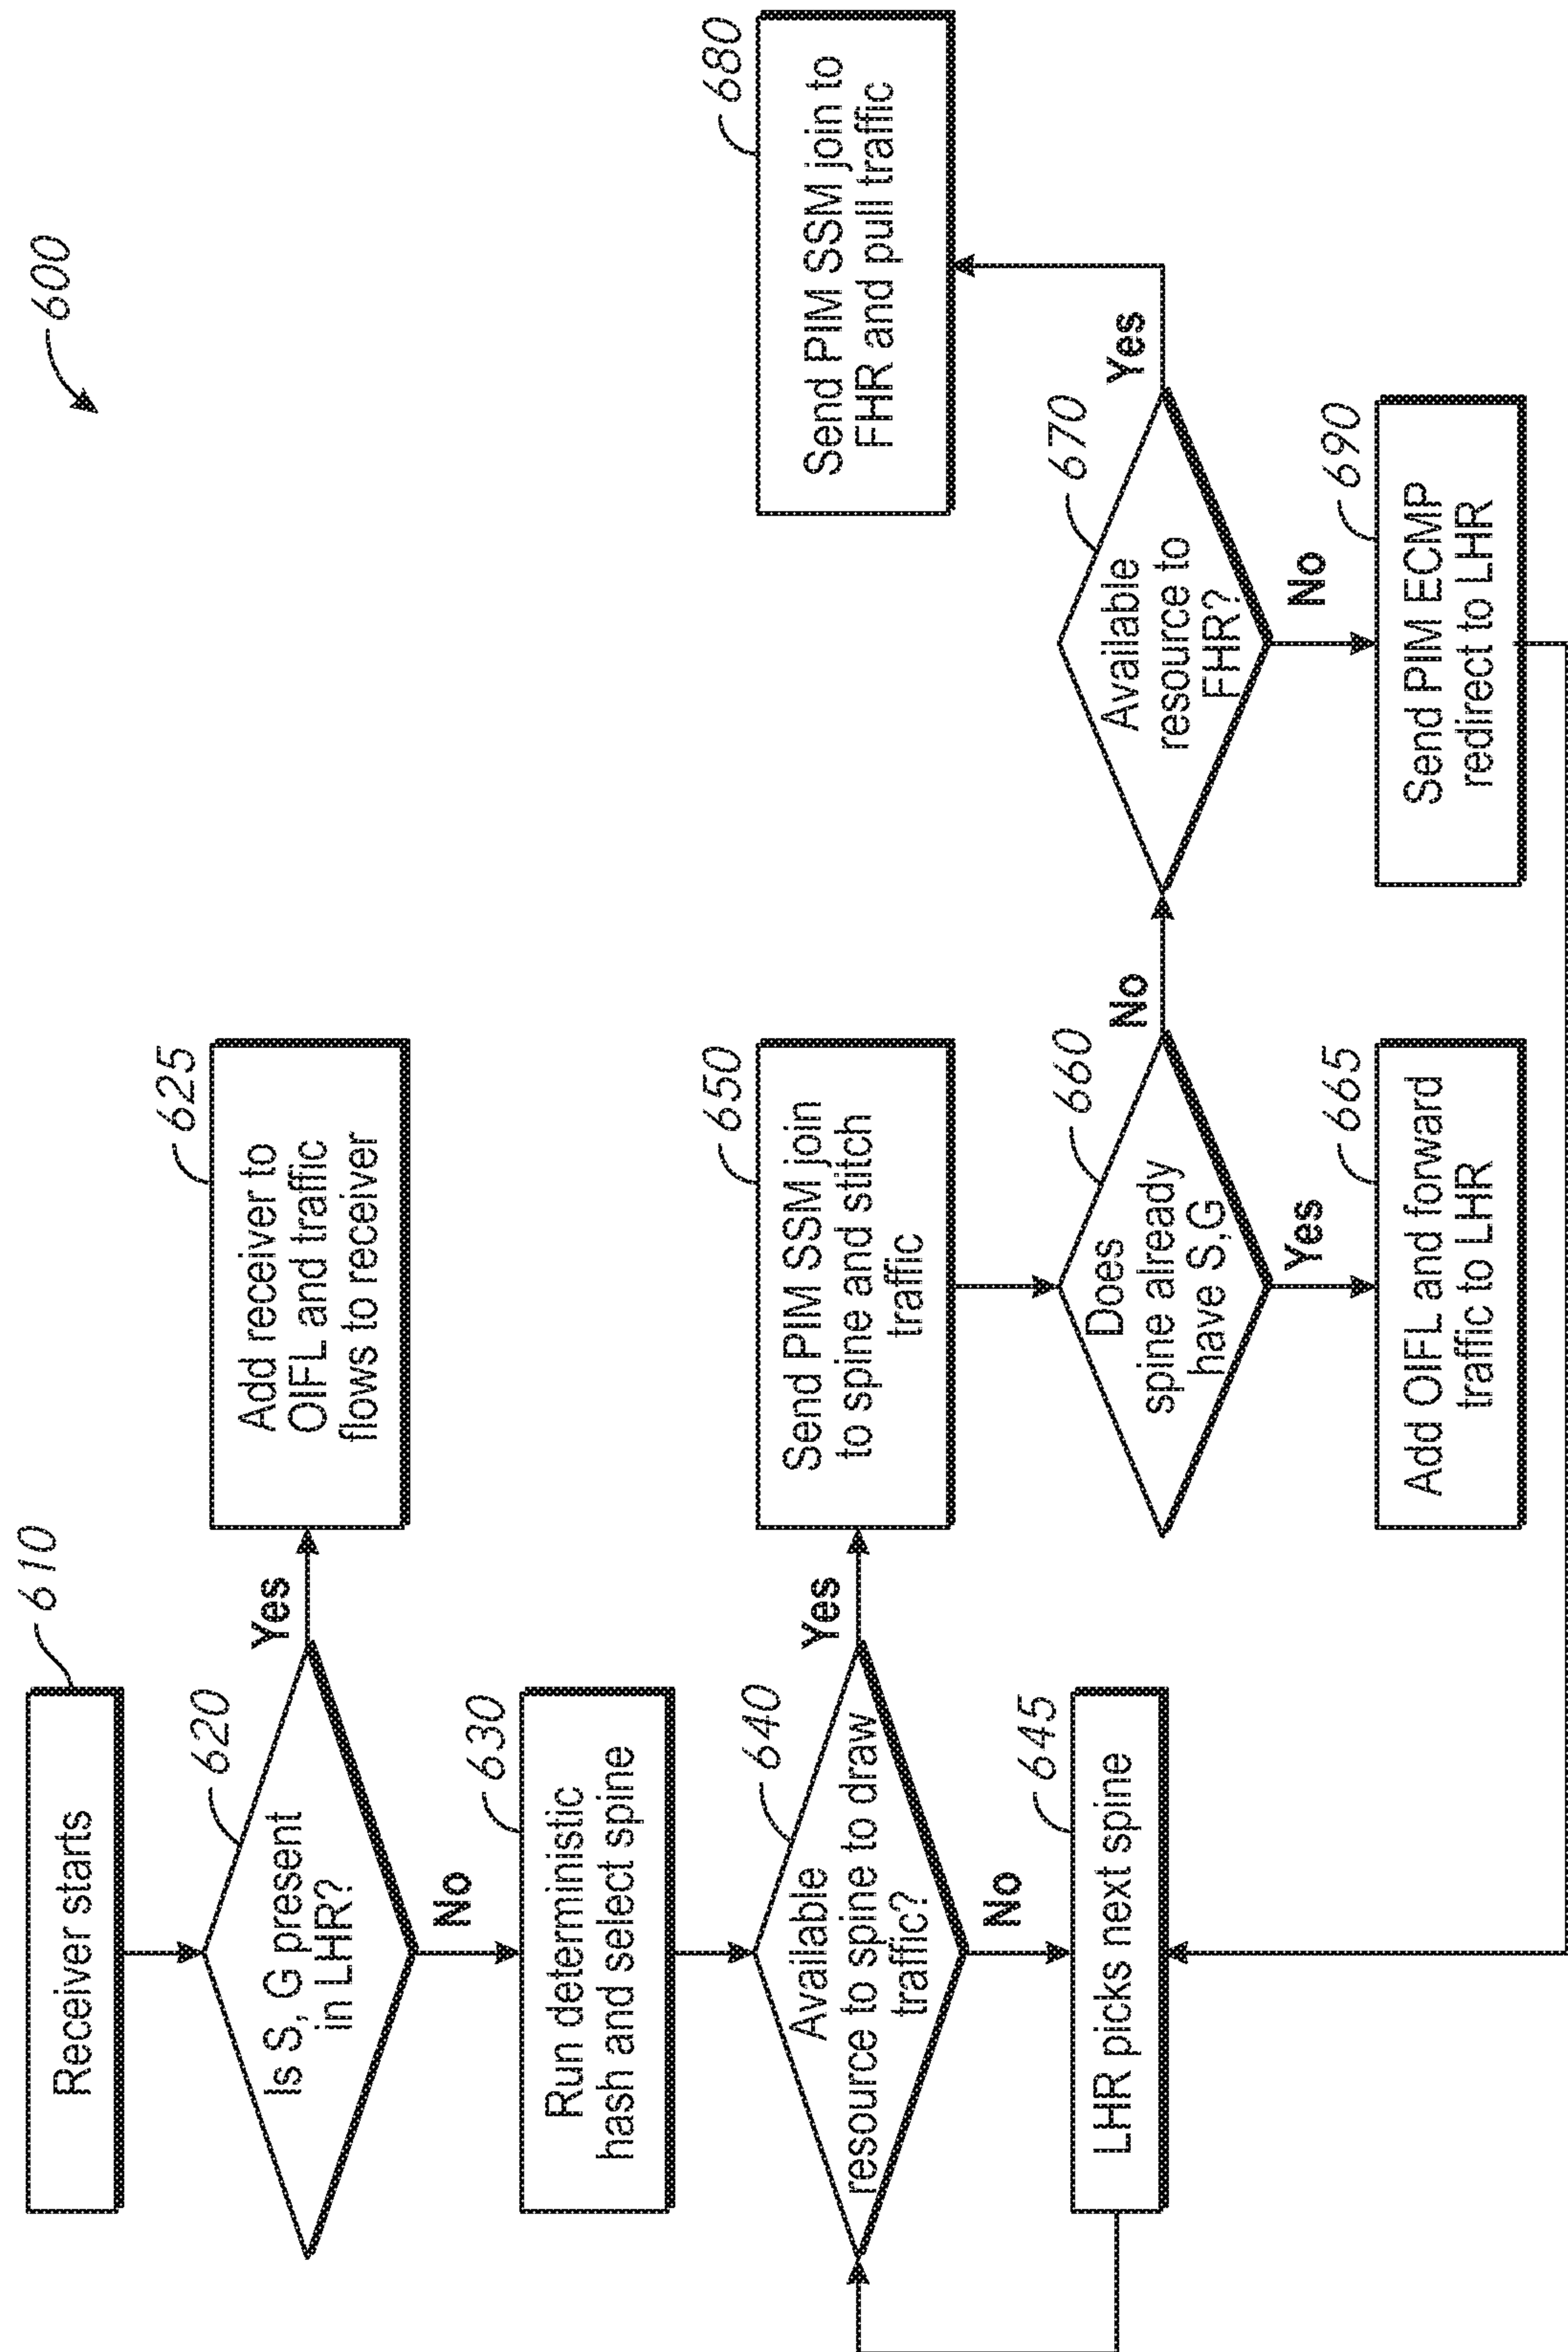 600
610
Receiver starts
620
Is S, G present
in LHR?
Yes
625
Add receiver to
OIFL and traffic
flows to receiver
No
630
Run deterministic
hash and select spine
640
Available
resource to spine to draw
traffic?
Yes
650
Send PIM SSM join
to spine and stitch
traffic
No
645
LHR picks next spine
660
Does
spine already
have S,G
Yes
665
Add OIFL and forward
traffic to LHR
No
670
Available
resource to
FHR?
Yes
680
Send PIM SSM join to
FHR and pull traffic
No
690
Send PIM ECMP
redirect to LHR